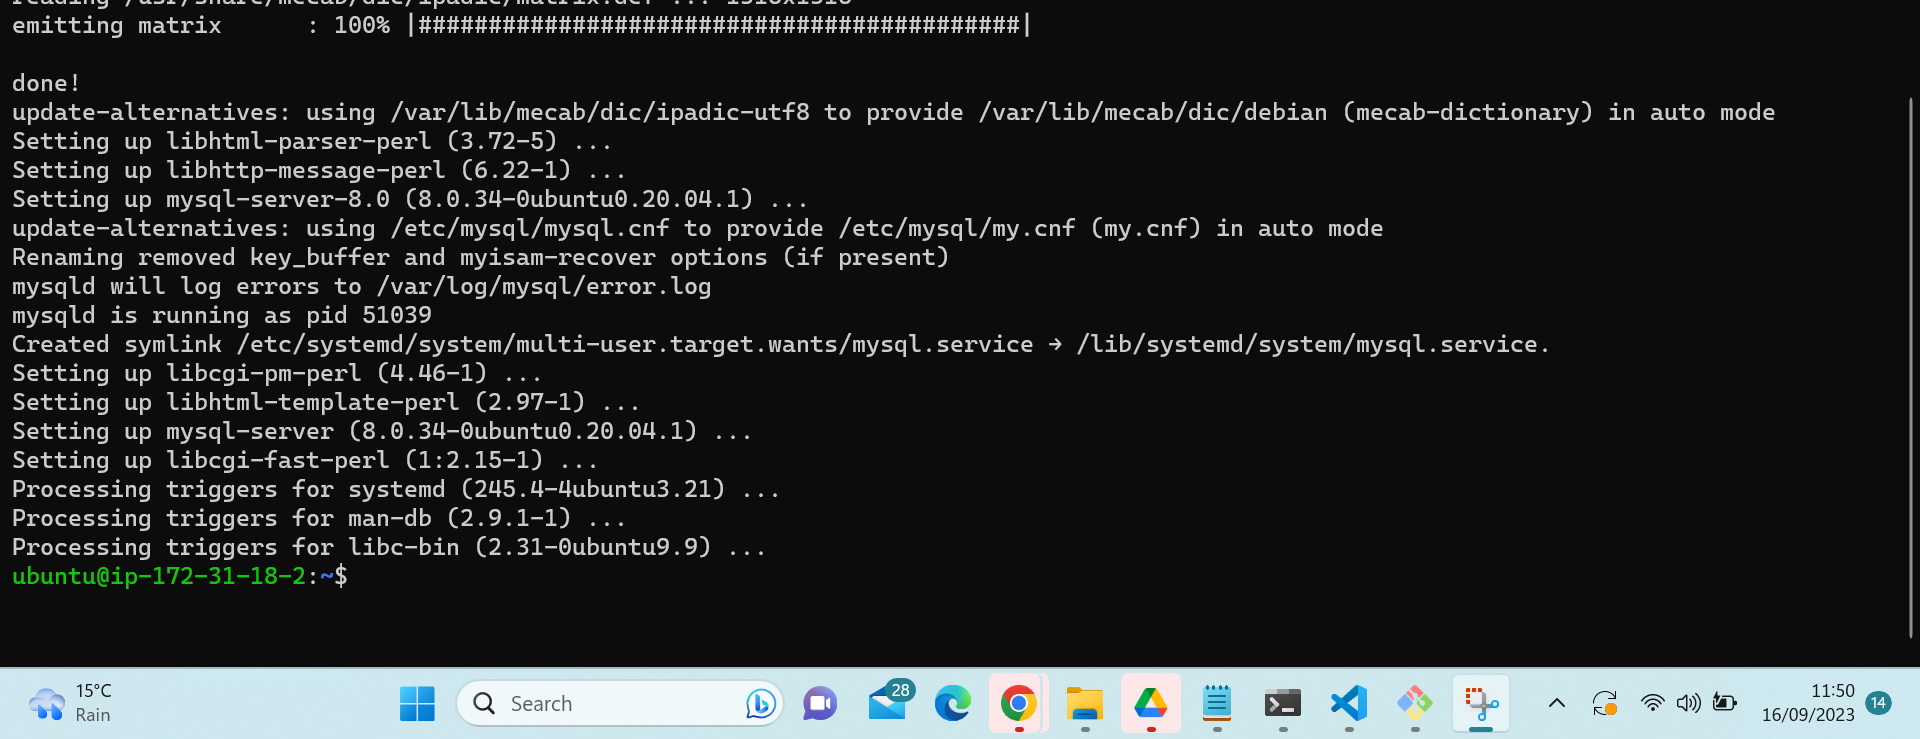 reading /usr/share/mecab/dic/ipadic/matrix.def ... 1316x1316
emitting matrix      : 100% |###########################################|
done!
update-alternatives: using /var/lib/mecab/dic/ipadic-utf8 to provide /var/lib/mecab/dic/debian (mecab-dictionary) in auto mode
Setting up libhtml-parser-perl (3.72-5) ...
Setting up libhttp-message-perl (6.22-1) ...
Setting up mysql-server-8.0 (8.0.34-0ubuntu0.20.04.1) ...
update-alternatives: using /etc/mysql/mysql.cnf to provide /etc/mysql/my.cnf (my.cnf) in auto mode
Renaming removed key_buffer and myisam-recover options (if present)
mysqld will log errors to /var/log/mysql/error.log
mysqld is running as pid 51039
Created symlink /etc/systemd/system/multi-user.target.wants/mysql.service → /lib/systemd/system/mysql.service.
Setting up libcgi-pm-perl (4.46-1) ...
Setting up libhtml-template-perl (2.97-1) ...
Setting up mysql-server (8.0.34-0ubuntu0.20.04.1) ...
Setting up libcgi-fast-perl (1:2.15-1) ...
Processing triggers for systemd (245.4-4ubuntu3.21) ...
Processing triggers for man-db (2.9.1-1) ...
Processing triggers for libc-bin (2.31-0ubuntu9.9) ...
ubuntu@ip-172-31-18-2:~$
15°C
Rain
Search
28
11:50
16/09/2023
14